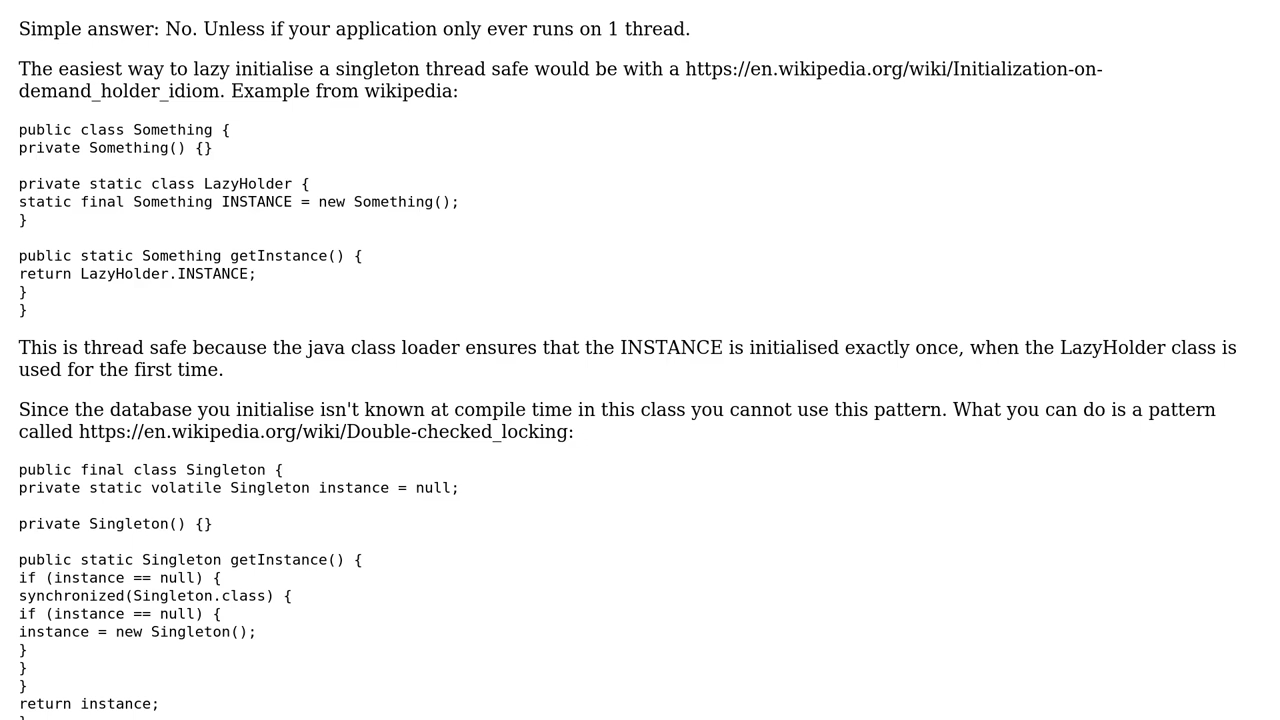 Simple answer: No. Unless if your application only ever runs on 1 thread.
The easiest way to lazy initialise a singleton thread safe would be with a https://en.wikipedia.org/wiki/Initialization-on-
demand_holder_idiom. Example from wikipedia:
public class Something {
private Something() {}
private static class LazyHolder {
static final Something INSTANCE = new Something();
}
public static Something getInstance() {
return LazyHolder.INSTANCE;
}
}
This is thread safe because the java class loader ensures that the INSTANCE is initialised exactly once, when the LazyHolder class is
used for the first time.
Since the database you initialise isn't known at compile time in this class you cannot use this pattern. What you can do is a pattern
called https://en.wikipedia.org/wiki/Double-checked_locking:
public final class Singleton {
private static volatile Singleton instance = null;
private Singleton() {}
public static Singleton getInstance() {
if (instance == null) {
synchronized(Singleton.class) {
if (instance == null) {
instance = new Singleton();
}
}
}
return instance;
}